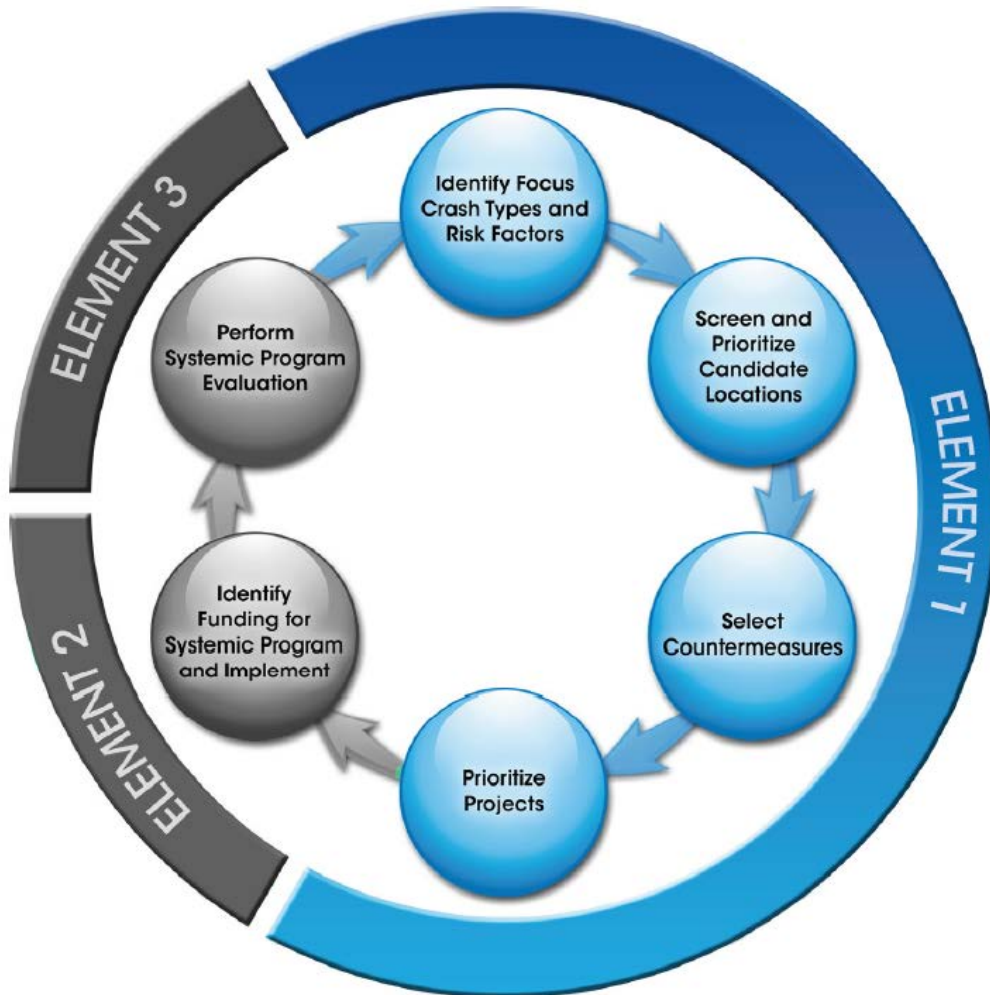 Identify Focus
Crash Types and
Risk Factors
Screen and
Prioritize
Candidate
Locations
Select
Countermeasures
Prioritize
Projects
Identify
Funding for
Systemic Program
and Implement
Perform
Systemic Program
Evaluation
ELEMENT 1
ELEMENT 2
ELEMENT 3